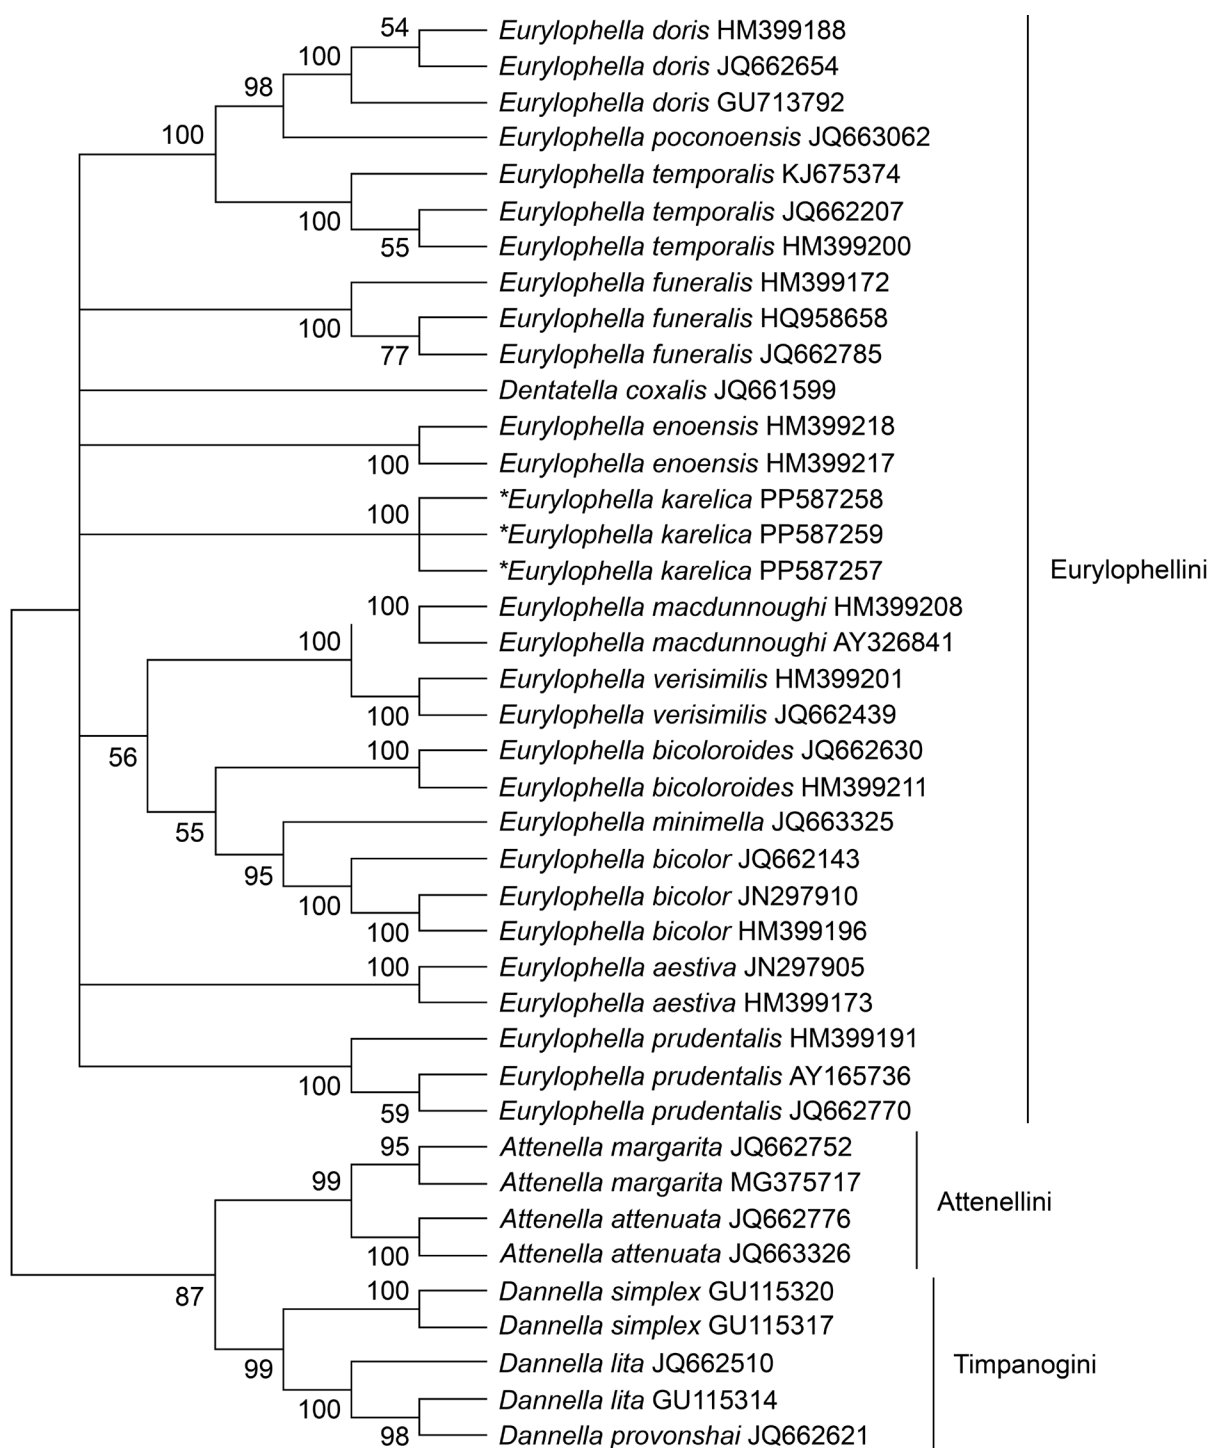 54
Eurylophella doris HM399188
100
Eurylophella doris JQ662654
98
Eurylophella doris GU713792
100
Eurylophella poconoensis JQ663062
Eurylophella temporalis KJ675374
100
Eurylophella temporalis JQ662207
55
Eurylophella temporalis HM399200
Eurylophella funeralis HM399172
100
Eurylophella funeralis HQ958658
77
Eurylophella funeralis JQ662785
Dentatella coxalis JQ661599
Eurylophella enoensis HM399218
100
Eurylophella enoensis HM399217
*Eurylophella karelica PP587258
100
*Eurylophella karelica PP587259
*Eurylophella karelica PP587257
Eurylophellini
100
Eurylophella macdunnoughi HM399208
100
Eurylophella macdunnoughi AY326841
Eurylophella verisimilis HM399201
100
Eurylophella verisimilis JQ662439
100
Eurylophella bicoloroides JQ662630
56
Eurylophella bicoloroides HM399211
55
Eurylophella minimella JQ663325
Eurylophella bicolor JQ662143
95
Eurylophella bicolor JN297910
100
100
Eurylophella bicolor HM399196
100
Eurylophella aestiva JN297905
Eurylophella aestiva HM399173
Eurylophella prudentalis HM399191
100
Eurylophella prudentalis AY165736
59
Eurylophella prudentalis JQ662770
95
Attenella margarita JQ662752
99
Attenella margarita MG375717
Attenellini
Attenella attenuata JQ662776
100
Attenella attenuata JQ663326
87
100
Dannella simplex GU115320
Dannella simplex GU115317
99
Dannella lita JQ662510
Timpanogini
100
Dannella lita GU115314
98
Dannella provonshai JQ662621